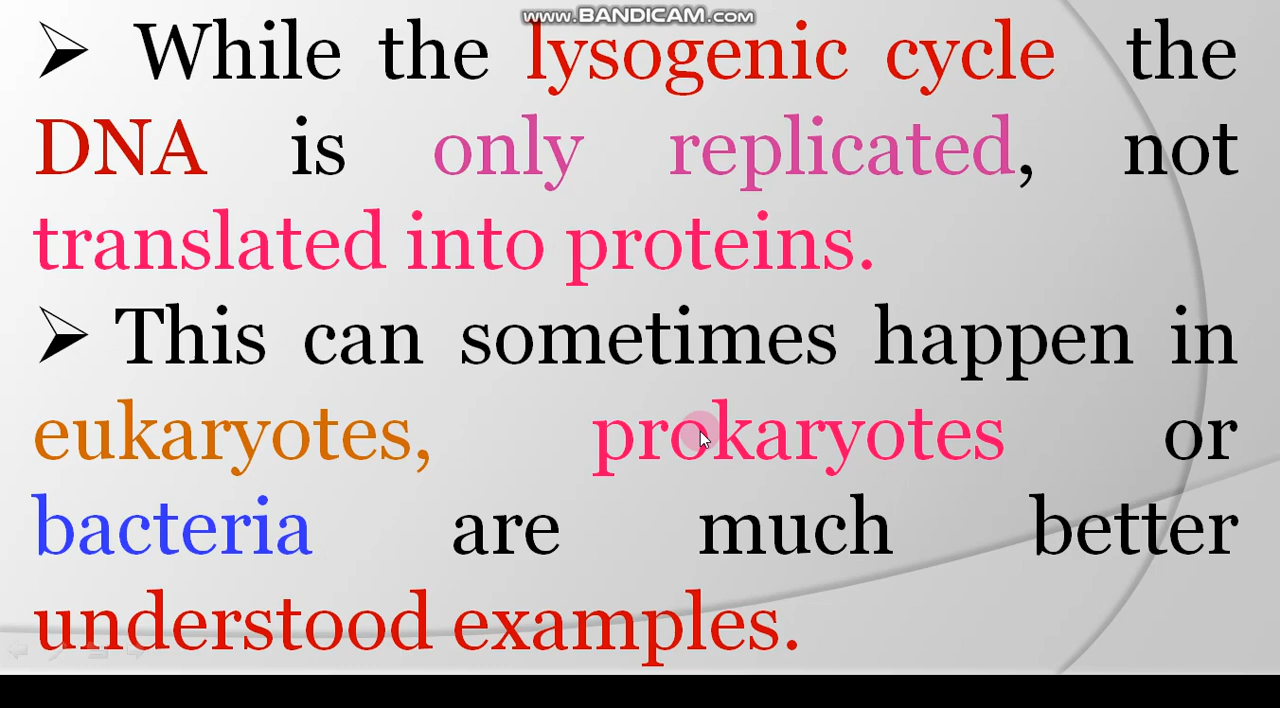 www.BANDICAM.com
➢ While the lysogenic cycle the
DNA is only replicated, not
translated into proteins.
➢ This can sometimes happen in
eukaryotes, prokaryotes or
bacteria are much better
understood examples.